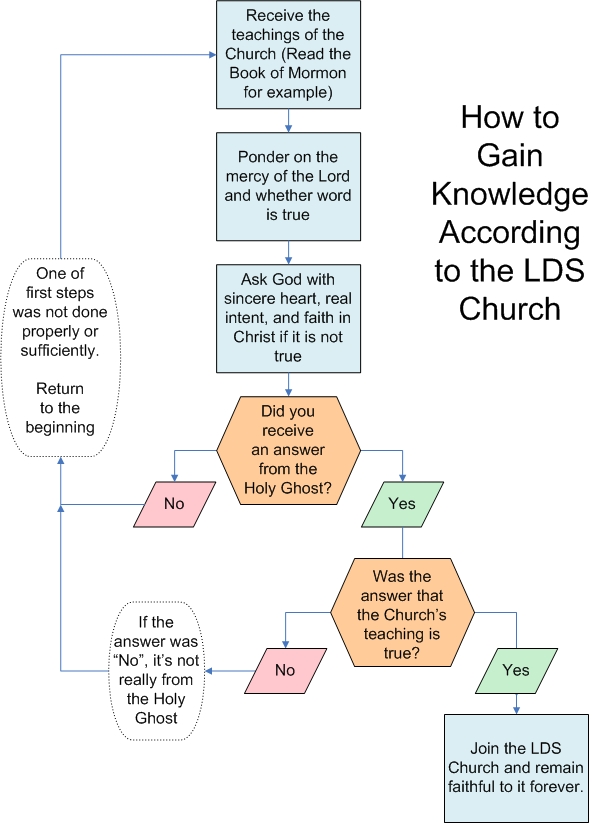 Receive the
teachings of the
Church (Read the
Book of Mormon
for example)
How to
Gain
Knowledge
According
to the LDS
Church
Ponder on the
mercy of the Lord
and whether word
is true
Ask God with
sincere heart, real
intent, and faith in
Christ if it is not
true
One of
first steps
was not done
properly or
sufficiently.
Return
to the
beginning
Did you
receive
an answer
from the
Holy Ghost?
No
Yes
Was the
answer that
the Church's
teaching is
true?
If the
answer was
“No”, it's not
really from
the Holy
Ghost
No
Yes
Join the LDS
Church and remain
faithful to it forever.